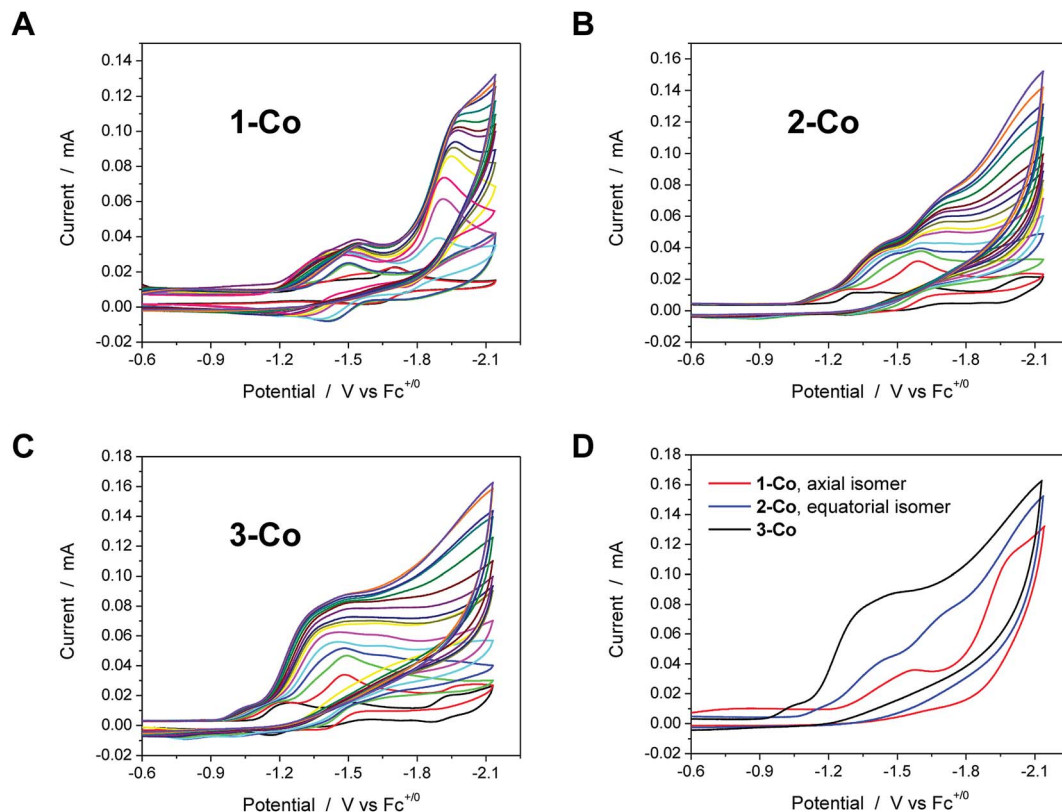 A
1-Co
Current / mA
0.14
0.12
0.10
0.08
0.06
0.04
0.02
0.00
-0.02
-0.6 -0.9 -1.2 -1.5 -1.8 -2.1
Potential / V vs Fc+/0
B
2-Co
Current / mA
0.16
0.14
0.12
0.10
0.08
0.06
0.04
0.02
0.00
-0.02
-0.6 -0.9 -1.2 -1.5 -1.8 -2.1
Potential / V vs Fc+/0
C
3-Co
Current / mA
0.18
0.16
0.14
0.12
0.10
0.08
0.06
0.04
0.02
0.00
-0.02
-0.6 -0.9 -1.2 -1.5 -1.8 -2.1
Potential / V vs Fc+/0
D
1-Co, axial isomer
2-Co, equatorial isomer
3-Co
Current / mA
0.18
0.16
0.14
0.12
0.10
0.08
0.06
0.04
0.02
0.00
-0.02
-0.6 -0.9 -1.2 -1.5 -1.8 -2.1
Potential / V vs Fc+/0